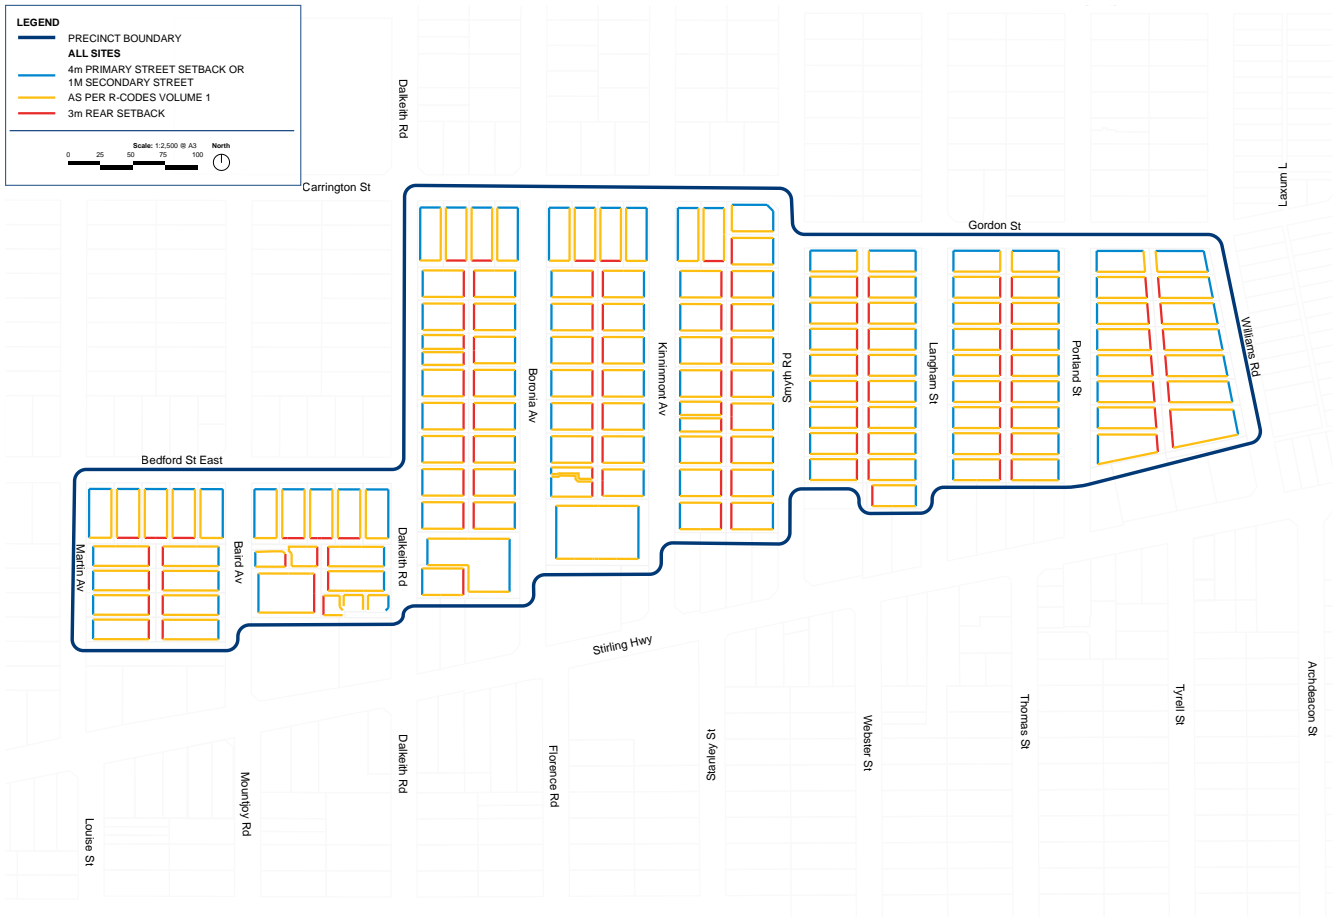 LEGEND
PRECINCT BOUNDARY
ALL SITES
4m PRIMARY STREET SETBACK OR
1M SECONDARY STREET
AS PER R-CODES VOLUME 1
3m REAR SETBACK
Scale: 1:2,500 @ A3 North
0 25 50 75 100
Dalkeith Rd
Carrington St
Luxum L
Gordon St
Williams Rd
Boronia Av
Kinninmont Av
Smyth Rd
Langham St
Portland St
Bedford St East
Martin Av
Baird Av
Dalkeith Rd
Stirling Hwy
Louise St
Mountjoy Rd
Dalkeith Rd
Florence Rd
Stanley St
Webster St
Thomas St
Tyrell St
Archdeacon St